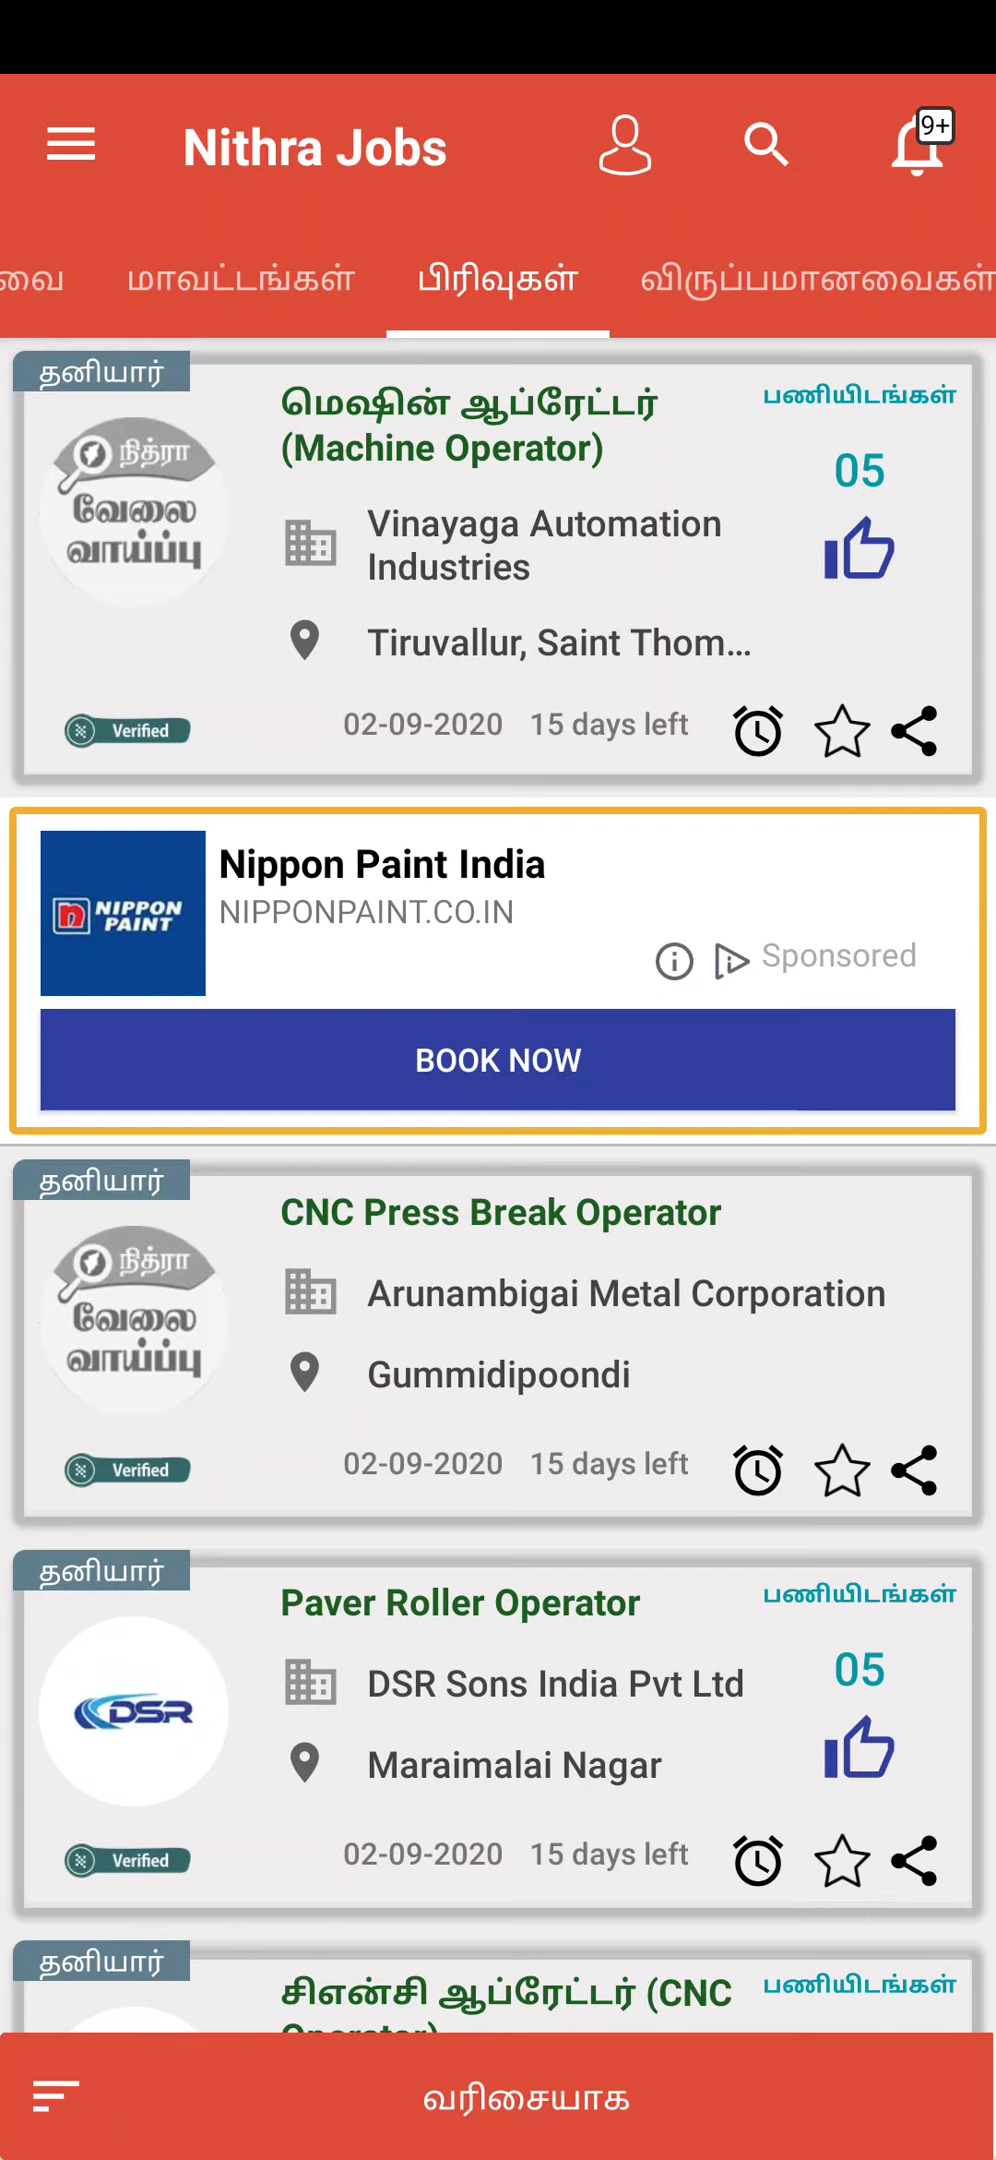 Nithra Jobs
9+
வை மாவட்டங்கள் பிரிவுகள் விருப்பமானவைகள்
தனியார்
மெஷின் ஆப்ரேட்டர்
(Machine Operator)
பணியிடங்கள்
05
நித்ரா
வேலை
வாய்ப்பு
Vinayaga Automation
Industries
Tiruvallur, Saint Thom...
Verified
02-09-2020 15 days left
NIPPON
PAINT
Nippon Paint India
NIPPONPAINT.CO.IN
Sponsored
BOOK NOW
தனியார்
CNC Press Break Operator
நித்ரா
வேலை
வாய்ப்பு
Arunambigai Metal Corporation
Gummidipoondi
Verified
02-09-2020 15 days left
தனியார்
Paver Roller Operator
பணியிடங்கள்
05
DSR
DSR Sons India Pvt Ltd
Maraimalai Nagar
Verified
02-09-2020 15 days left
தனியார்
சிஎன்சி ஆப்ரேட்டர் (CNC
Operator)
பணியிடங்கள்
வரிசையாக